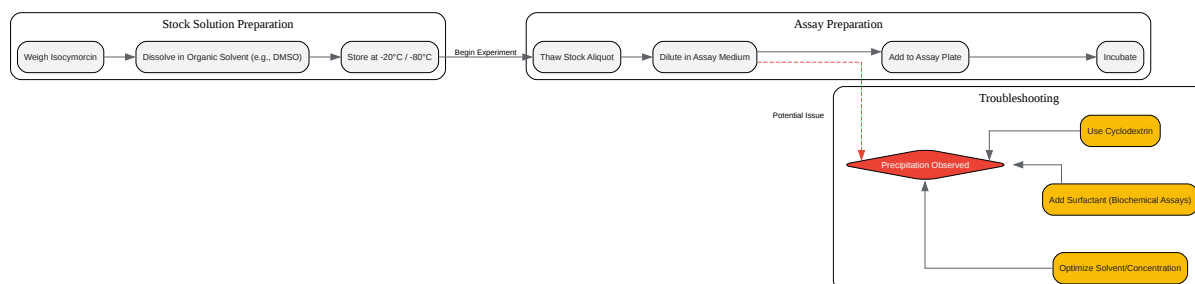 Stock Solution Preparation
Weigh Isocymorcin
Dissolve in Organic Solvent (e.g., DMSO)
Store at -20°C / -80°C
Begin Experiment
Assay Preparation
Thaw Stock Aliquot
Dilute in Assay Medium
Add to Assay Plate
Incubate
Troubleshooting
Potential Issue
Use Cyclodextrin
Precipitation Observed
Add Surfactant (Biochemical Assays)
Optimize Solvent/Concentration